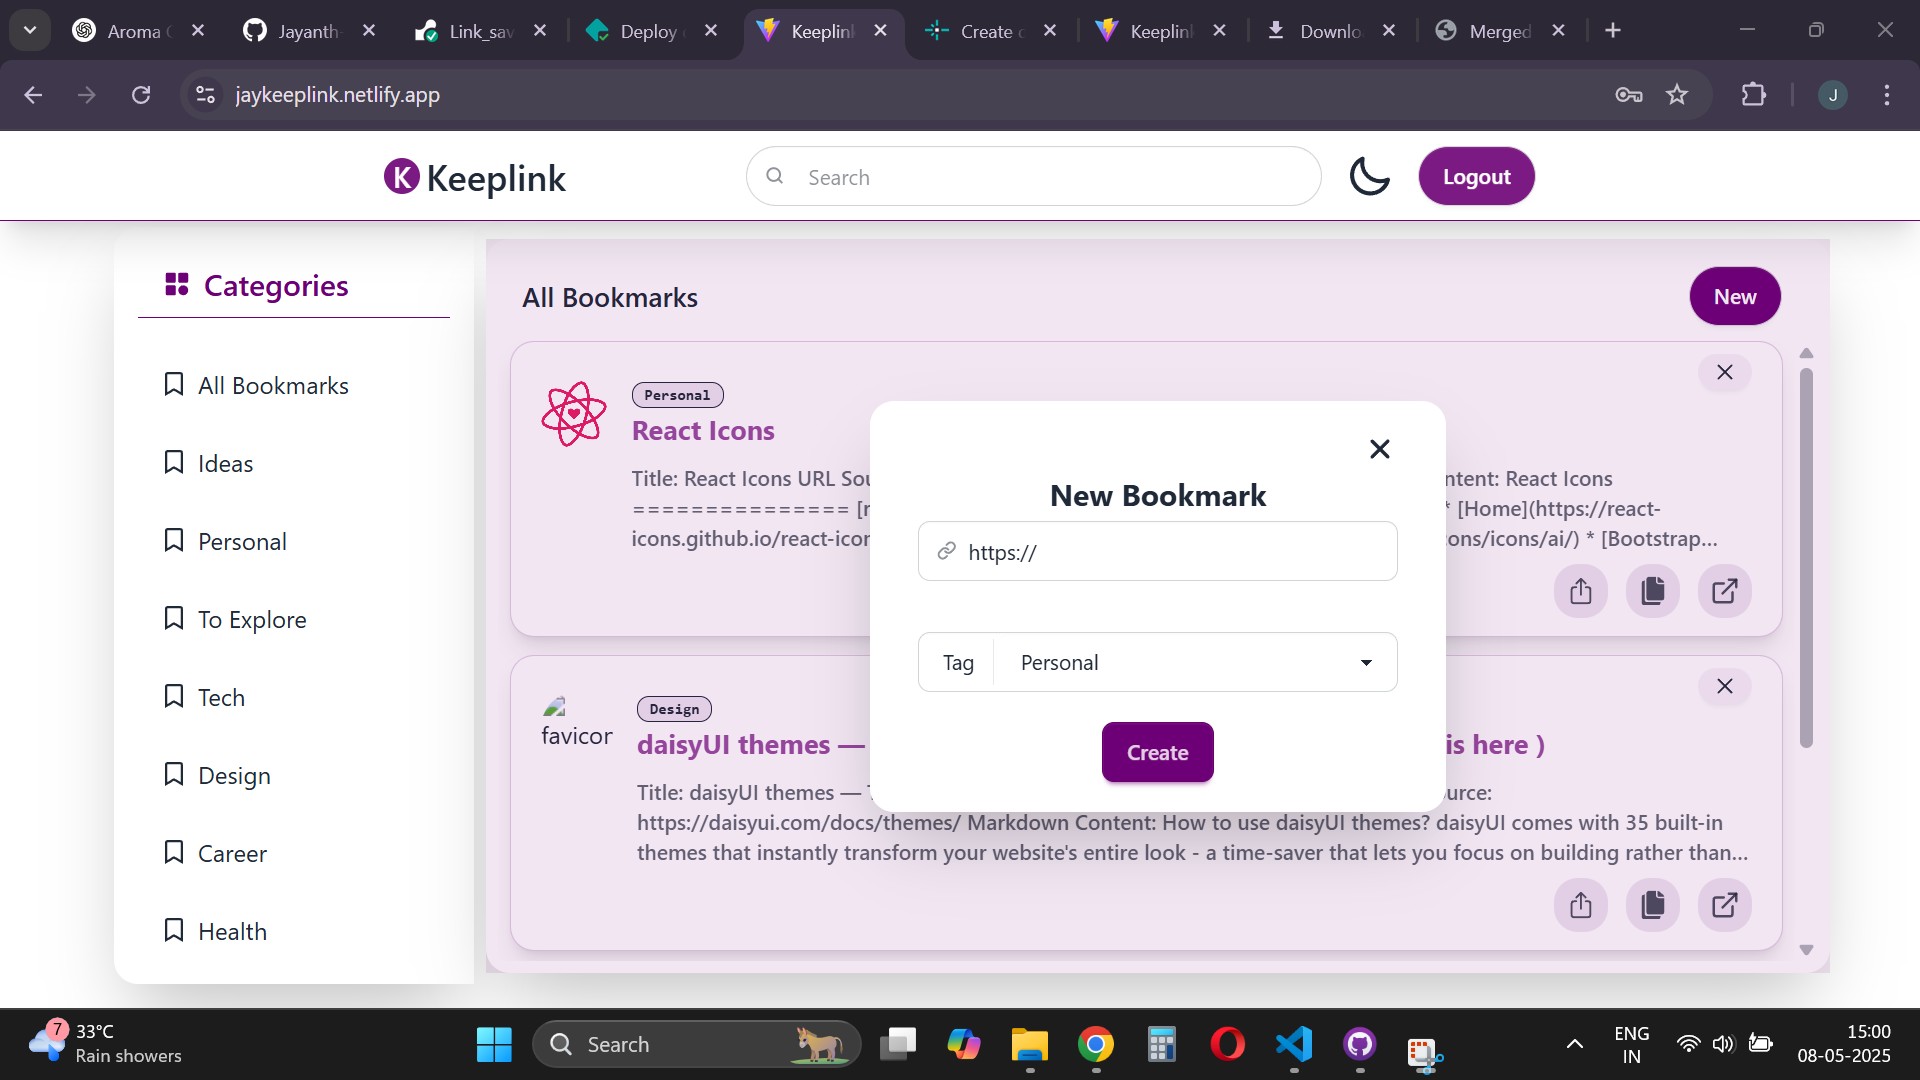 Aroma
Jayanth-
Link_sav
Deploy
Keeplink
Create
Keeplink
Downlo
Merged
jaykeeplink.netlify.app
J
K Keeplink
Search
Logout
Categories
All Bookmarks
Ideas
Personal
To Explore
Tech
Design
Career
Health
All Bookmarks
New
Personal
React Icons
Title: React Icons URL Sou
ntent: React Icons
=============== [r
* [Home](https://react-
icons.github.io/react-icor
ons/icons/ai/) * [Bootstrap...
New Bookmark
https://
Tag Personal
Create
favicor
Design
daisyUI themes —
is here )
Title: daisyUI themes —
urce:
https://daisyui.com/docs/themes/ Markdown Content: How to use daisyUI themes? daisyUI comes with 35 built-in
themes that instantly transform your website's entire look - a time-saver that lets you focus on building rather than...
7
33°C
Rain showers
Search
ENG
IN
15:00
08-05-2025